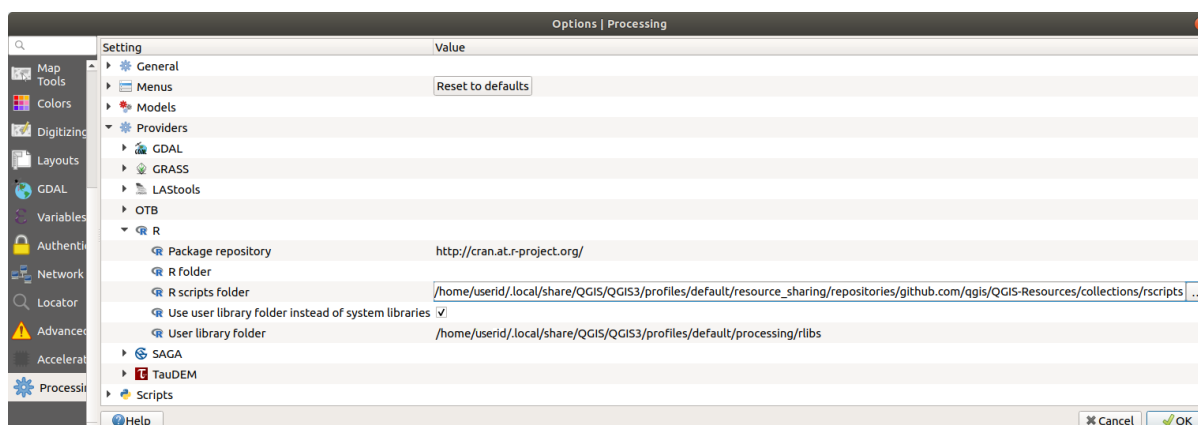 Options | Processing
Setting Value
Map Tools
General
Menus Reset to defaults
Colors
Models
Digitizing
Providers
GDAL
Layouts
GRASS
GDAL
LAStools
Variables
OTB
R
Authenti
Package repository http://cran.at.r-project.org/
Network
R folder
Locator
R scripts folder /home/userid/.local/share/QGIS/QGIS3/profiles/default/resource_sharing/repositories/github.com/qgis/QGIS-Resources/collections/rscripts ...
Use user library folder instead of system libraries
Advanced
User library folder /home/userid/.local/share/QGIS/QGIS3/profiles/default/processing/rlibs
Accelerat
SAGA
TauDEM
Processin
Scripts
Help Cancel OK